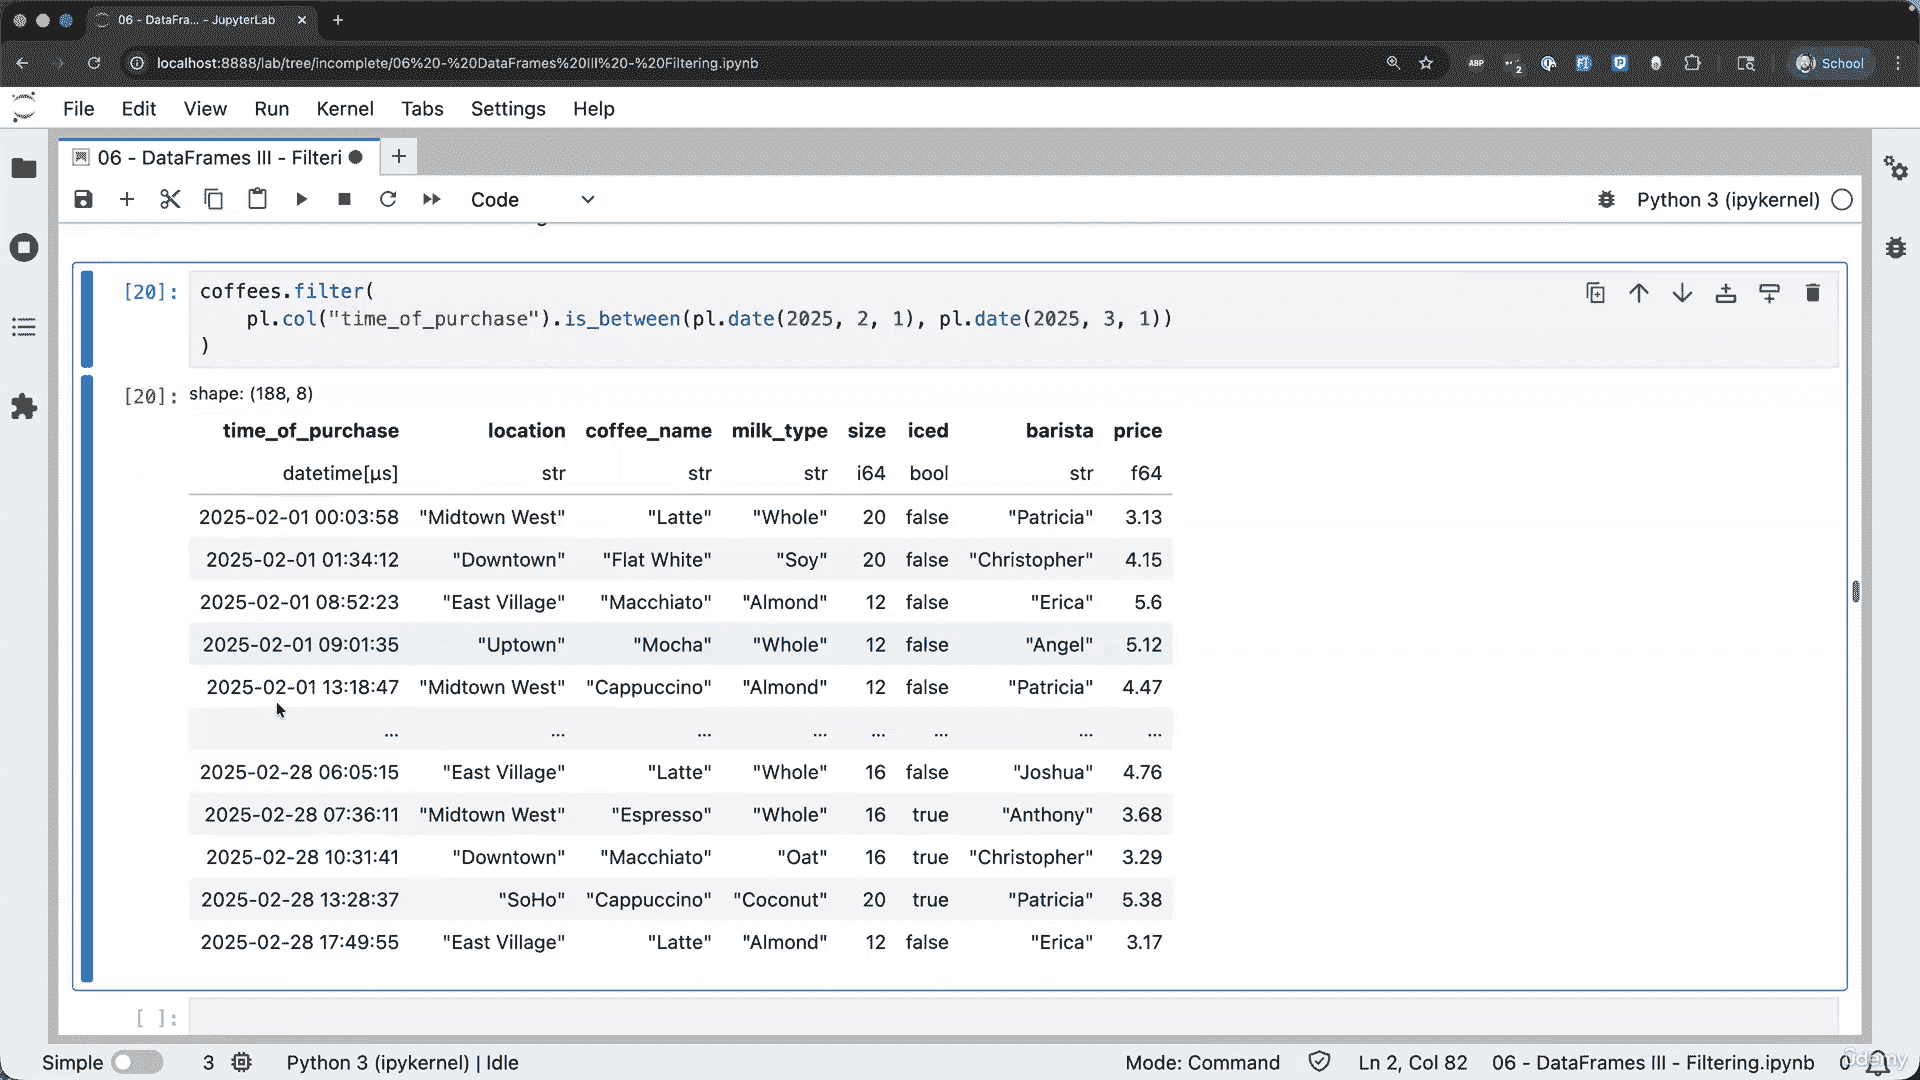 06 - DataFra... - JupyterLab
localhost:8888/lab/tree/incomplete/06%20-%20DataFrames%20III%20-%20Filtering.ipynb
ABP
2
School
File Edit View Run Kernel Tabs Settings Help
06 - DataFrames III - Filteri
Code
Python 3 (ipykernel)
[20]: coffees.filter(
pl.col("time_of_purchase").is_between(pl.date(2025, 2, 1), pl.date(2025, 3, 1))
)
[20]: shape: (188, 8)
time_of_purchase location coffee_name milk_type size iced barista price
datetime[μs] str str str i64 bool str f64
2025-02-01 00:03:58 "Midtown West" "Latte" "Whole" 20 false "Patricia" 3.13
2025-02-01 01:34:12 "Downtown" "Flat White" "Soy" 20 false "Christopher" 4.15
2025-02-01 08:52:23 "East Village" "Macchiato" "Almond" 12 false "Erica" 5.6
2025-02-01 09:01:35 "Uptown" "Mocha" "Whole" 12 false "Angel" 5.12
2025-02-01 13:18:47 "Midtown West" "Cappuccino" "Almond" 12 false "Patricia" 4.47
... ... ... ... ... ... ... ...
2025-02-28 06:05:15 "East Village" "Latte" "Whole" 16 false "Joshua" 4.76
2025-02-28 07:36:11 "Midtown West" "Espresso" "Whole" 16 true "Anthony" 3.68
2025-02-28 10:31:41 "Downtown" "Macchiato" "Oat" 16 true "Christopher" 3.29
2025-02-28 13:28:37 "SoHo" "Cappuccino" "Coconut" 20 true "Patricia" 5.38
2025-02-28 17:49:55 "East Village" "Latte" "Almond" 12 false "Erica" 3.17
[ ]:
Simple 3 Python 3 (ipykernel) | Idle Mode: Command Ln 2, Col 82 06 - DataFrames III - Filtering.ipynb 0
udemy